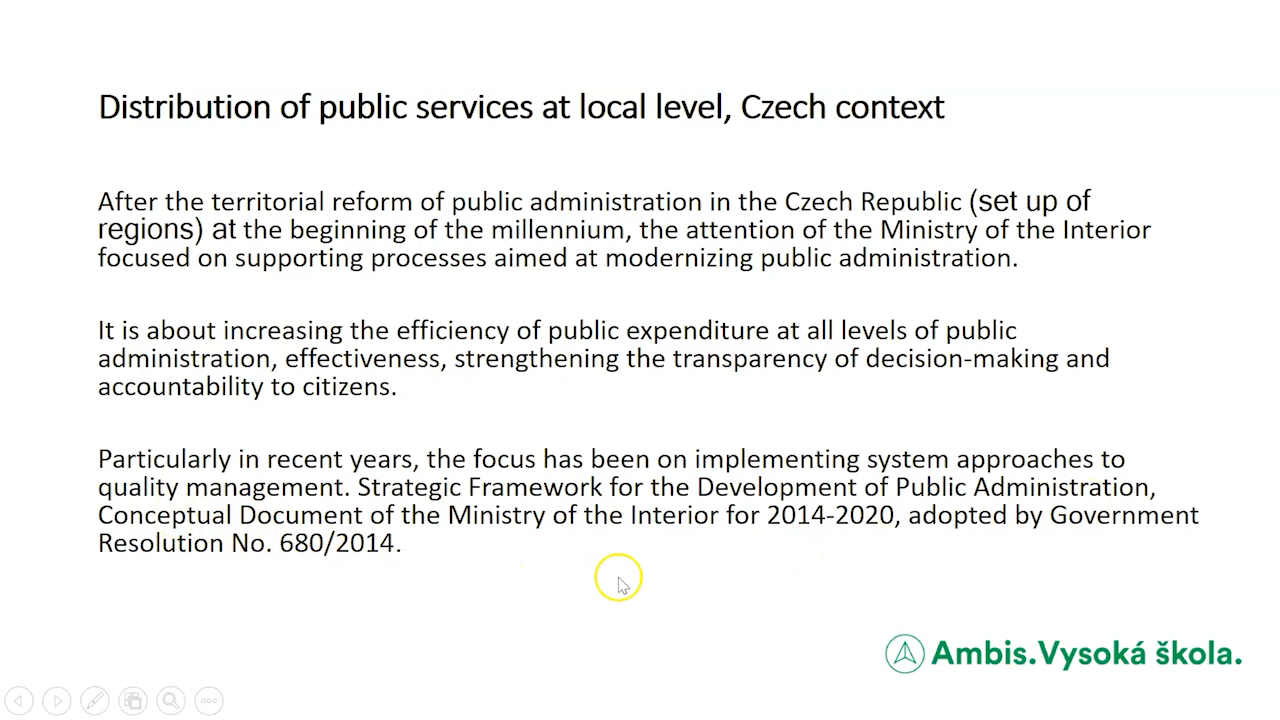 Distribution of public services at local level, Czech context
After the territorial reform of public administration in the Czech Republic (set up of
regions) at the beginning of the millennium, the attention of the Ministry of the Interior
focused on supporting processes aimed at modernizing public administration.
It is about increasing the efficiency of public expenditure at all levels of public
administration, effectiveness, strengthening the transparency of decision-making and
accountability to citizens.
Particularly in recent years, the focus has been on implementing system approaches to
quality management. Strategic Framework for the Development of Public Administration,
Conceptual Document of the Ministry of the Interior for 2014-2020, adopted by Government
Resolution No. 680/2014.
Ambis.Vysoká škola.